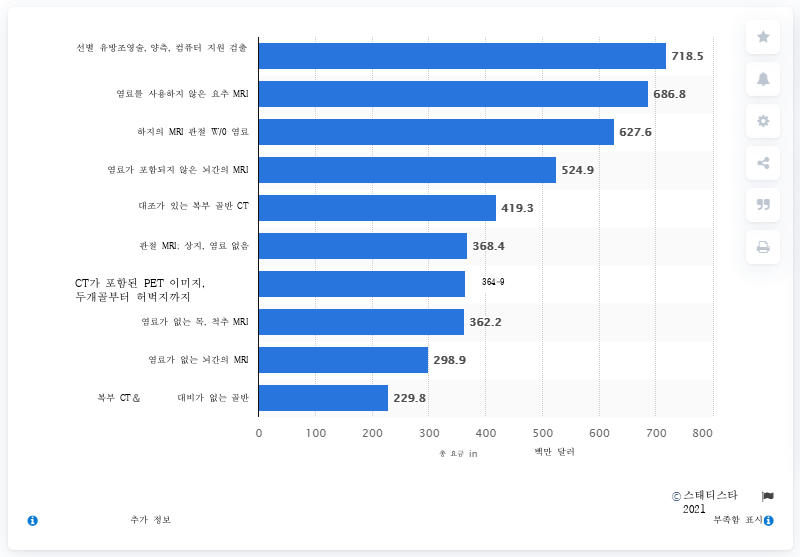 선별 유방조영술, 양측, 컴퓨터 지원 검출
718.5
염료를 사용하지 않은 요추 MRI
686.8
하지의 MRI 관절 W/0 염료
627.6
염료가 포함되지 않은 뇌간의 MRI
524.9
대조가 있는 복부 골반 CT
419.3
관절 MRI; 상지, 염료 없음
368.4
CT가 포함된 PET 이미지,
두개골부터 허벅지까지
364-9
염료가 없는 목, 척추 MRI
362.2
염료가 없는 뇌간의 MRI
298.9
복부 CT & 대비가 없는 골반
229.8
0 100 200 300 400 500 600 700 800
총 요금 in 백만 달러
© 스태티스타
2021
추가 정보
부족함 표시